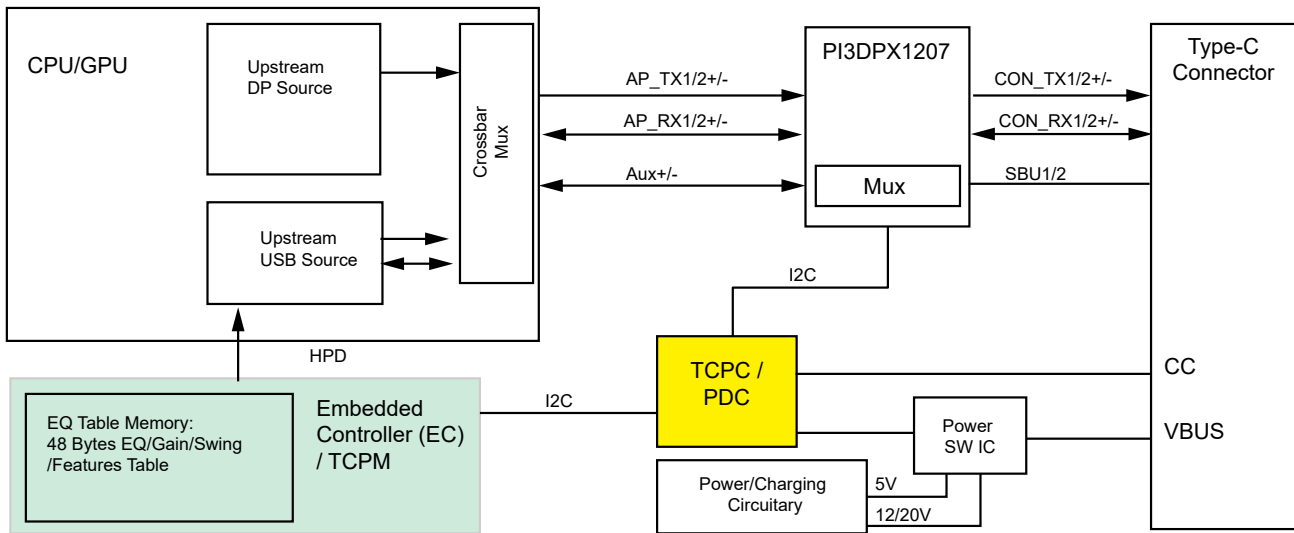 CPU/GPU
Upstream
DP Source
Crossbar
Mux
Upstream
USB Source
AP_TX1/2+/-
AP_RX1/2+/-
Aux+/-
PI3DPX1207
Mux
CON_TX1/2+/-
CON_RX1/2+/-
SBU1/2
Type-C
Connector
I2C
HPD
TCPC /
PDC
CC
EQ Table Memory:
48 Bytes EQ/Gain/Swing
/Features Table
Embedded
Controller (EC)
/ TCPM
I2C
Power
SW IC
VBUS
Power/Charging
Circuitary
5V
12/20V